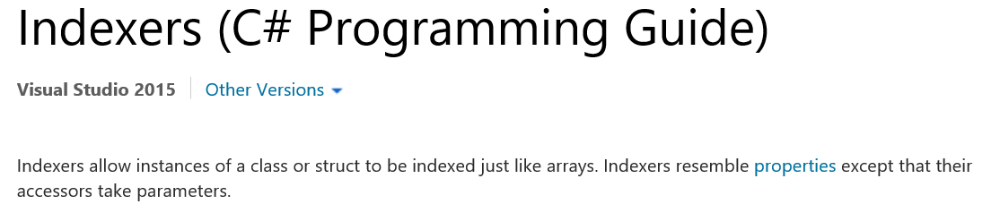 Indexers (C# Programming Guide)
Visual Studio 2015 Other Versions
Indexers allow instances of a class or struct to be indexed just like arrays. Indexers resemble properties except that their
accessors take parameters.